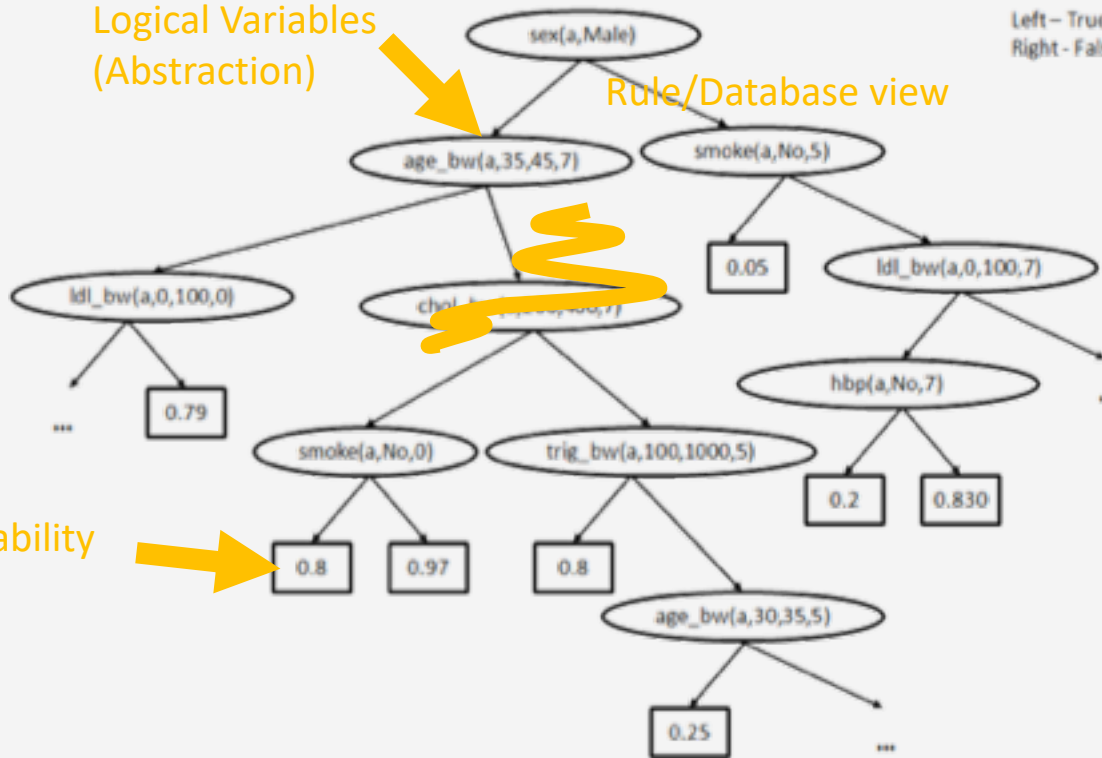 Logical Variables
(Abstraction)
sex(a,Male)
Left – True
Right -
Rule/Database view
age_bw(a,35,45,7)
smoke(a,No,5)
0.05
ldl_bw(a,0,100,7)
ldl_bw(a,0,100,0)
hbp(a,No,7)
...
0.79
smoke(a,No,0)
trig_bw(a,100,1000,5)
0.2
0.830
0.8
0.97
0.8
age_bw(a,30,35,5)
0.25
...